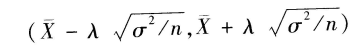 (X̄ − λ √σ²/n, X̄ + λ √σ²/n)